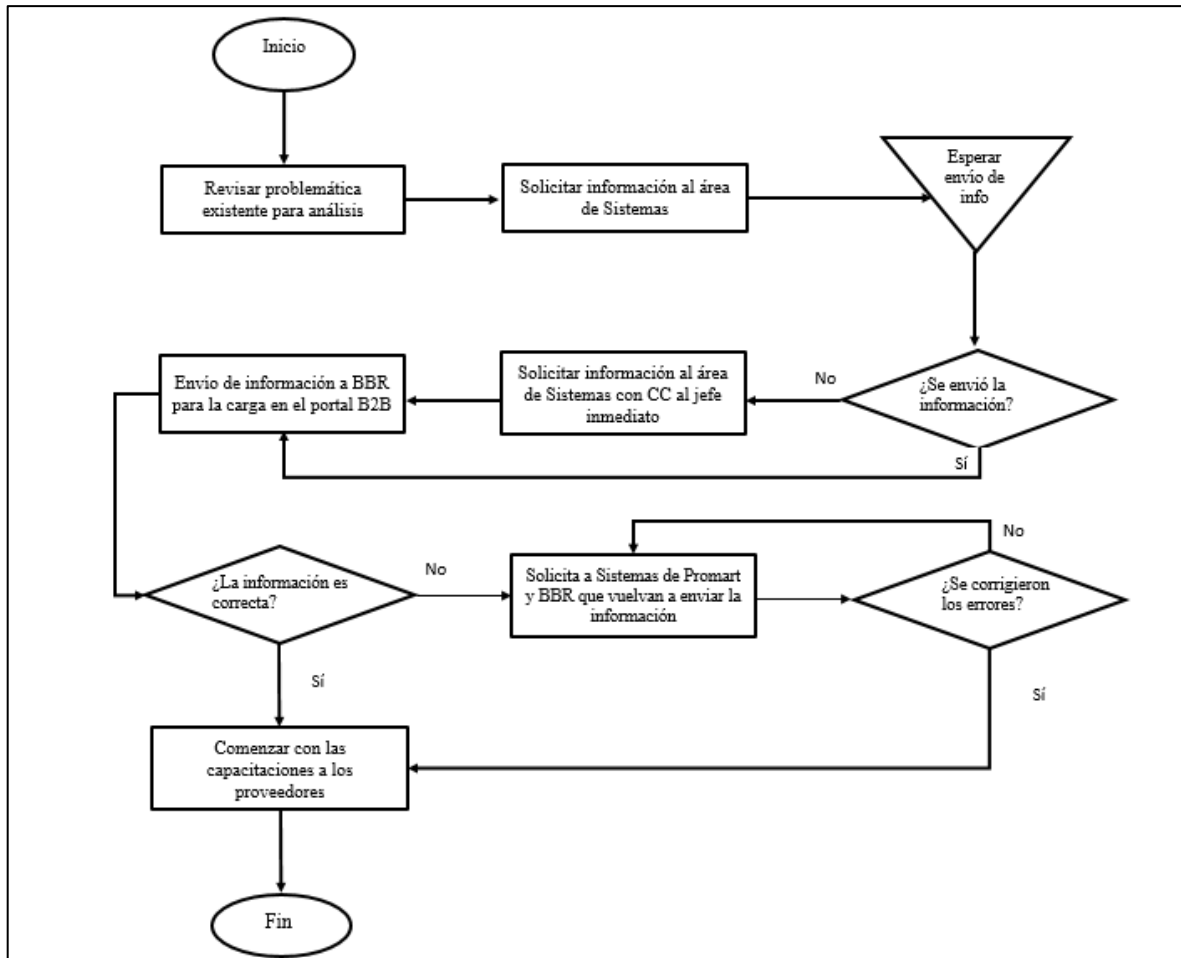 Inicio
Revisar problemática
existente para análisis
Solicitar información al área
de Sistemas
Esperar
envío de
info
¿Se envió la
información?
No
Sí
Solicitar información al área
de Sistemas con CC al jefe
inmediato
Envío de información a BBR
para la carga en el portal B2B
¿La información es
correcta?
No
Sí
Solicita a Sistemas de Promart
y BBR que vuelvan a enviar la
información
¿Se corrigieron
los errores?
No
Sí
Comenzar con las
capacitaciones a los
proveedores
Fin